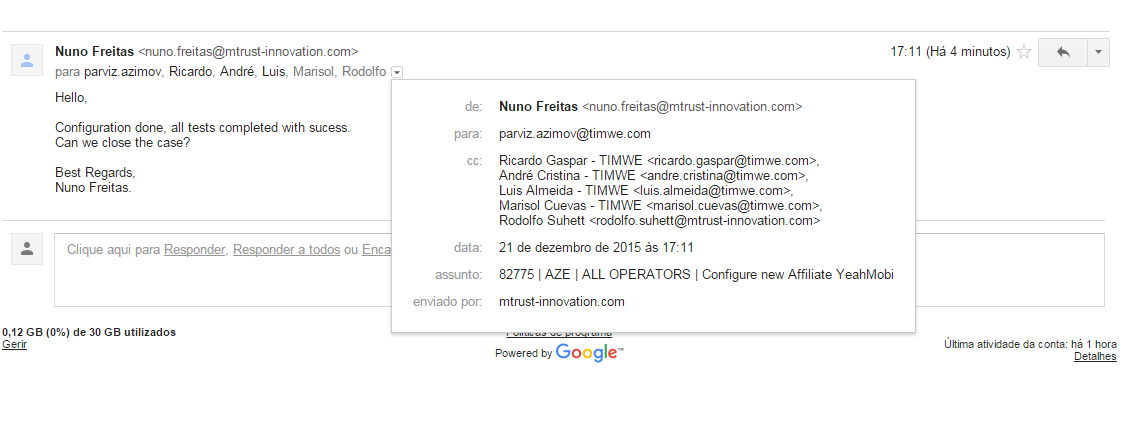 Nuno Freitas <nuno.freitas@mtrust-innovation.com>
17:11 (Há 4 minutos)
para parviz.azimov, Ricardo, André, Luis, Marisol, Rodolfo
Hello,
Configuration done, all tests completed with sucess.
Can we close the case?
Best Regards,
Nuno Freitas.
de: Nuno Freitas <nuno.freitas@mtrust-innovation.com>
para: parviz.azimov@timwe.com
cc: Ricardo Gaspar - TIMWE <ricardo.gaspar@timwe.com>,
André Cristina - TIMWE <andre.cristina@timwe.com>,
Luis Almeida - TIMWE <luis.almeida@timwe.com>,
Marisol Cuevas - TIMWE <marisol.cuevas@timwe.com>,
Rodolfo Suhett <rodolfo.suhett@mtrust-innovation.com>
data: 21 de dezembro de 2015 às 17:11
assunto: 82775 | AZE | ALL OPERATORS | Configure new Affiliate YeahMobi
enviado por: mtrust-innovation.com
Clique aqui para Responder, Responder a todos ou Enca
0,12 GB (0%) de 30 GB utilizados
Gerir
Políticas de programa
Powered by Google™
Última atividade da conta: há 1 hora
Detalhes